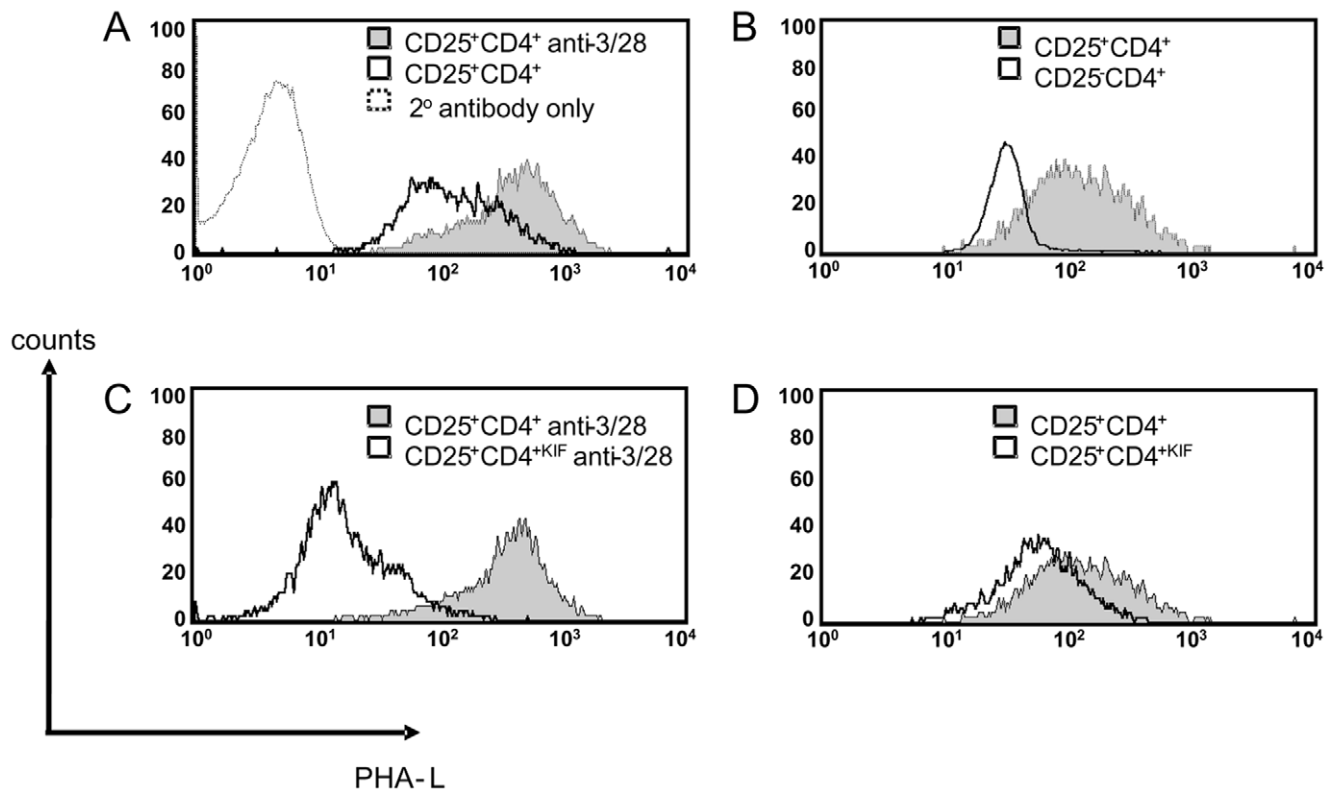 A
100
80
60
40
20
0
CD25⁺CD4⁺ anti-3/28
CD25⁺CD4⁺
2º antibody only
10⁰ 10¹ 10² 10³ 10⁴
B
100
80
60
40
20
0
CD25⁺CD4⁺
CD25⁻CD4⁺
10⁰ 10¹ 10² 10³ 10⁴
counts
C
100
80
60
40
20
0
CD25⁺CD4⁺ anti-3/28
CD25⁺CD4⁺ᴷᴵᶠ anti-3/28
10⁰ 10¹ 10² 10³ 10⁴
D
100
80
60
40
20
0
CD25⁺CD4⁺
CD25⁺CD4⁺ᴷᴵᶠ
10⁰ 10¹ 10² 10³ 10⁴
PHA-L